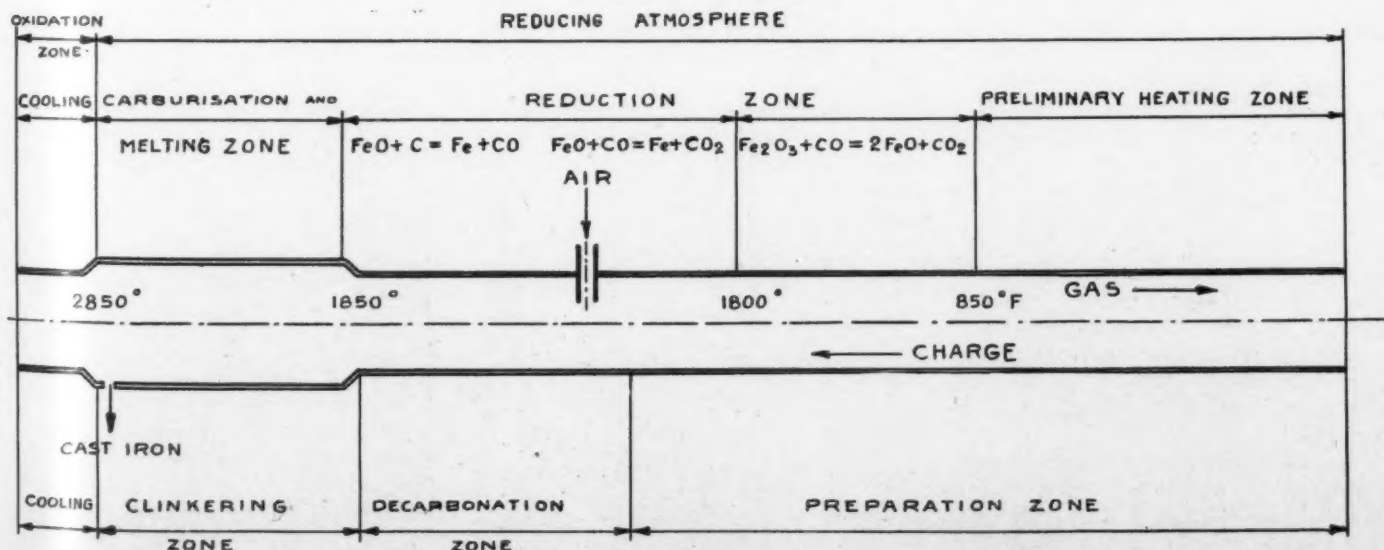 OXIDATION
ZONE
REDUCING ATMOSPHERE
COOLING
CARBURISATION AND
MELTING ZONE
REDUCTION ZONE
PRELIMINARY HEATING ZONE
FeO + C = Fe + CO
FeO + CO = Fe + CO₂
Fe₂O₃ + CO = 2FeO + CO₂
AIR
2850°
1650°
1800°
850°F
GAS
CHARGE
CAST IRON
COOLING
CLINKERING
ZONE
DECARBONATION
ZONE
PREPARATION ZONE